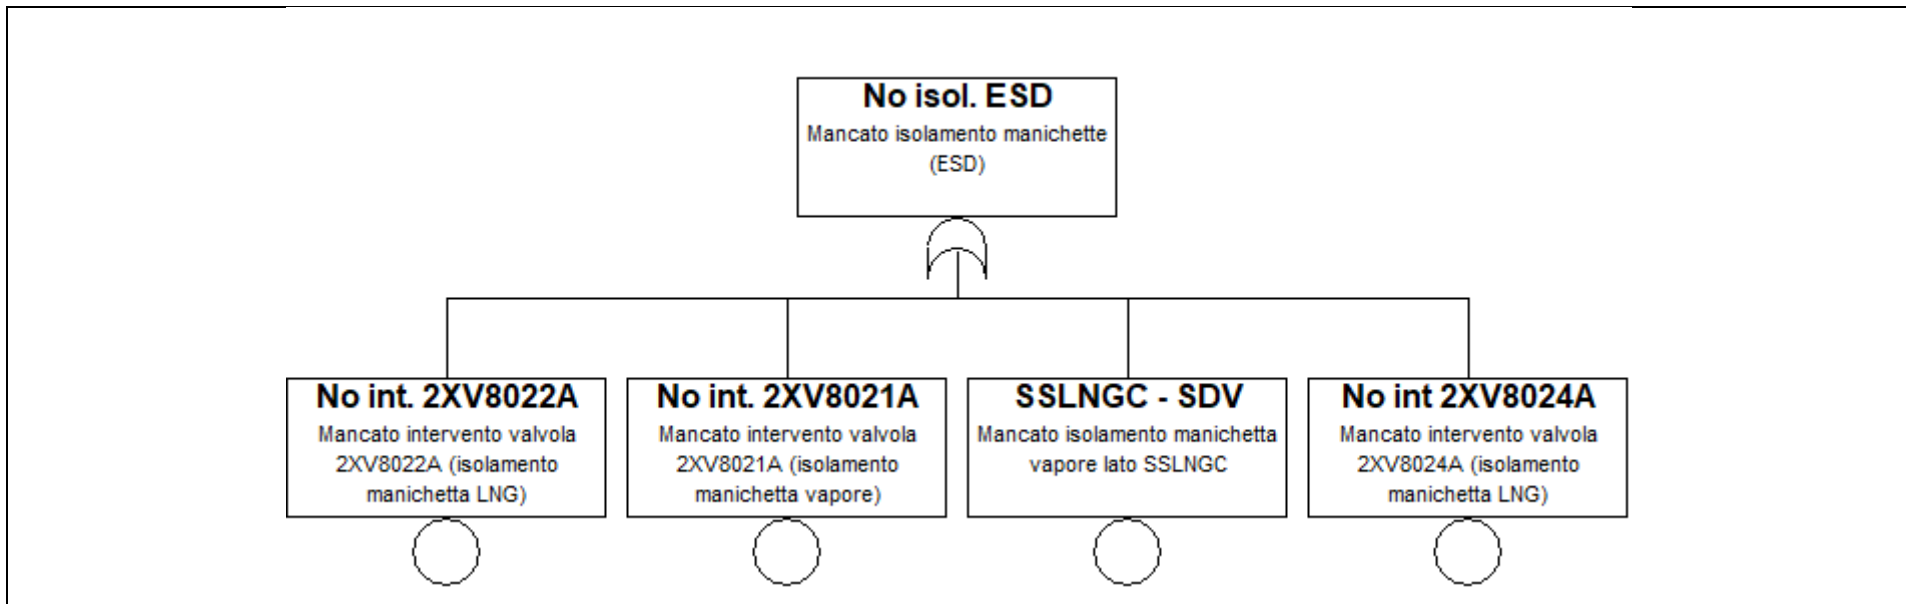 No isol. ESD
Mancato isolamento manichette
(ESD)
No int. 2XV8022A
Mancato intervento valvola
2XV8022A (isolamento
manichetta LNG)
No int. 2XV8021A
Mancato intervento valvola
2XV8021A (isolamento
manichetta vapore)
SSLNGC - SDV
Mancato isolamento manichetta
vapore lato SSLNGC
No int 2XV8024A
Mancato intervento valvola
2XV8024A (isolamento
manichetta LNG)